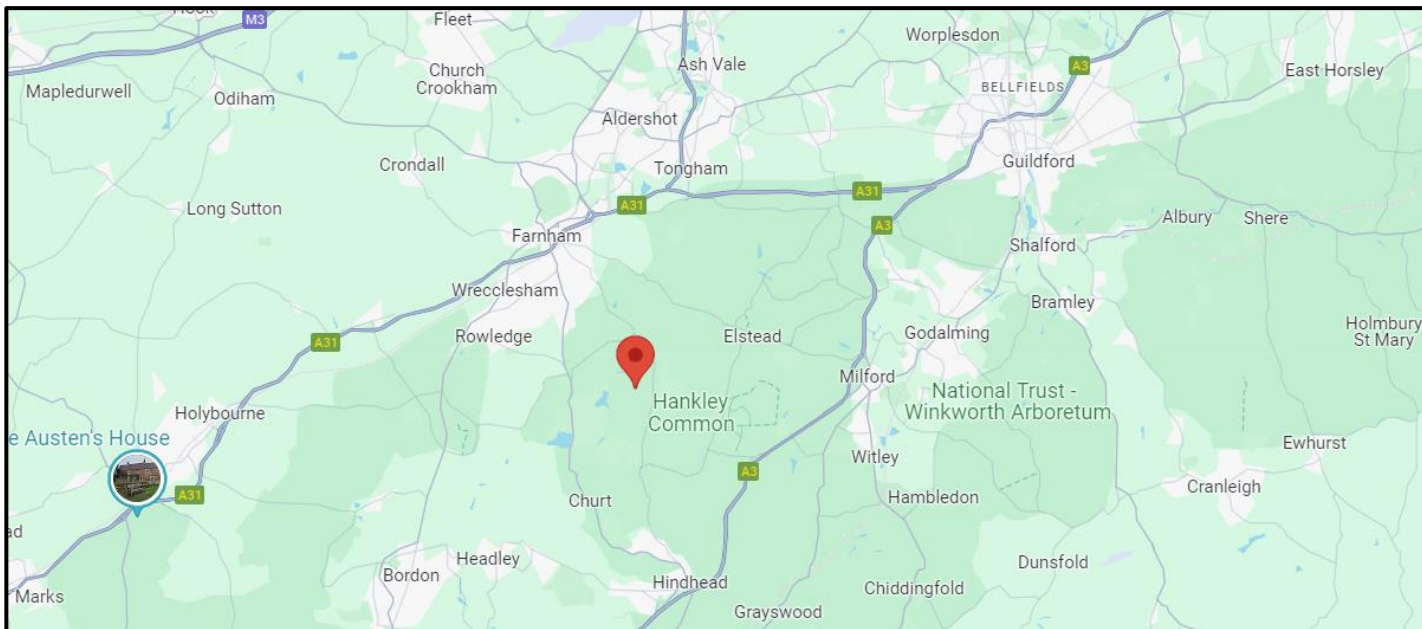 M3
Fleet
Worplesdon
Ash Vale
A3
East Horsley
Church
Crookham
Mapledurwell
Odiham
BELLFIELDS
Aldershot
Guildford
Crondall
Tongham
A31
A31
Long Sutton
A3
Albury
Shere
Farnham
Shalford
Wrecclesham
Bramley
Rowledge
Elstead
Godalming
Holmbury
St Mary
A31
Milford
Hankley
Common
National Trust -
Winkworth Arboretum
Holybourne
e Austen's House
Witley
Ewhurst
A3
A31
Churt
Hambledon
Cranleigh
ad
Headley
Dunsfold
Bordon
Hindhead
Chiddingfold
Marks
Grayswood